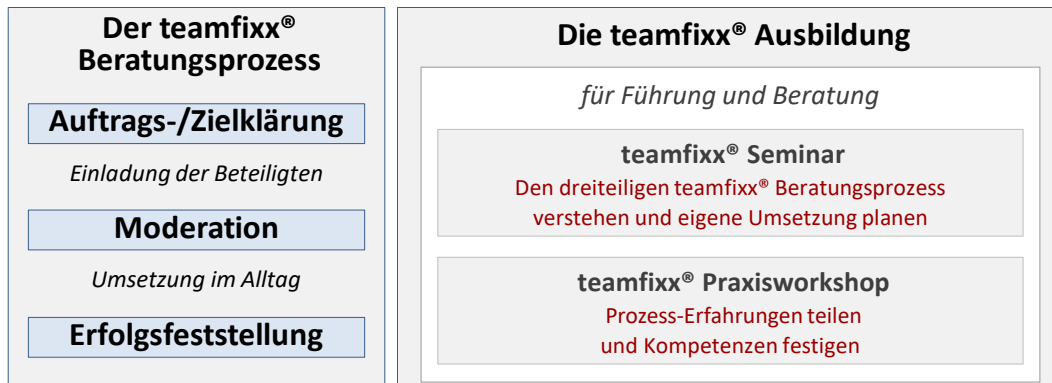 Der teamfixx®
Beratungsprozess
Auftrags-/Zielklärung
Einladung der Beteiligten
Moderation
Umsetzung im Alltag
Erfolgsfeststellung
Die teamfixx® Ausbildung
für Führung und Beratung
teamfixx® Seminar
Den dreiteiligen teamfixx® Beratungsprozess
verstehen und eigene Umsetzung planen
teamfixx® Praxisworkshop
Prozess-Erfahrungen teilen
und Kompetenzen festigen